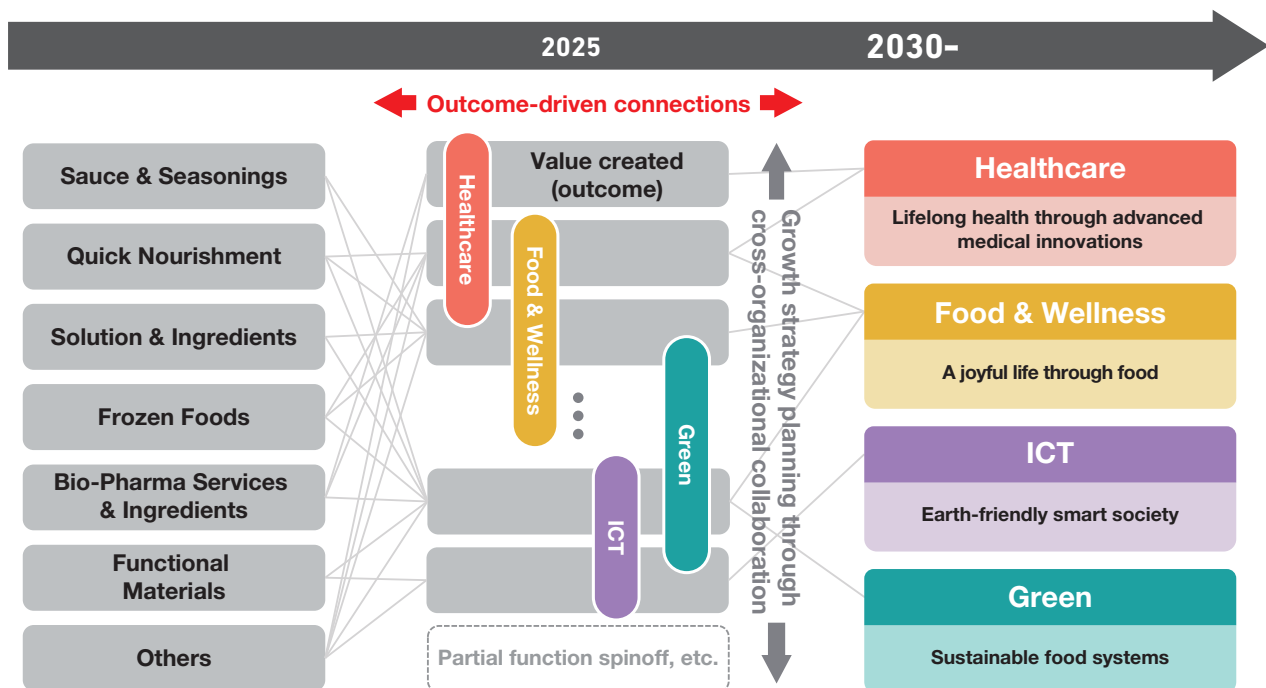 2025
2030-
Outcome-driven connections
Sauce & Seasonings
Quick Nourishment
Solution & Ingredients
Frozen Foods
Bio-Pharma Services
& Ingredients
Functional
Materials
Others
Value created
(outcome)
Healthcare
Food & Wellness
Green
ICT
Partial function spinoff, etc.
Growth strategy planning through
cross-organizational collaboration
Healthcare
Lifelong health through advanced
medical innovations
Food & Wellness
A joyful life through food
ICT
Earth-friendly smart society
Green
Sustainable food systems